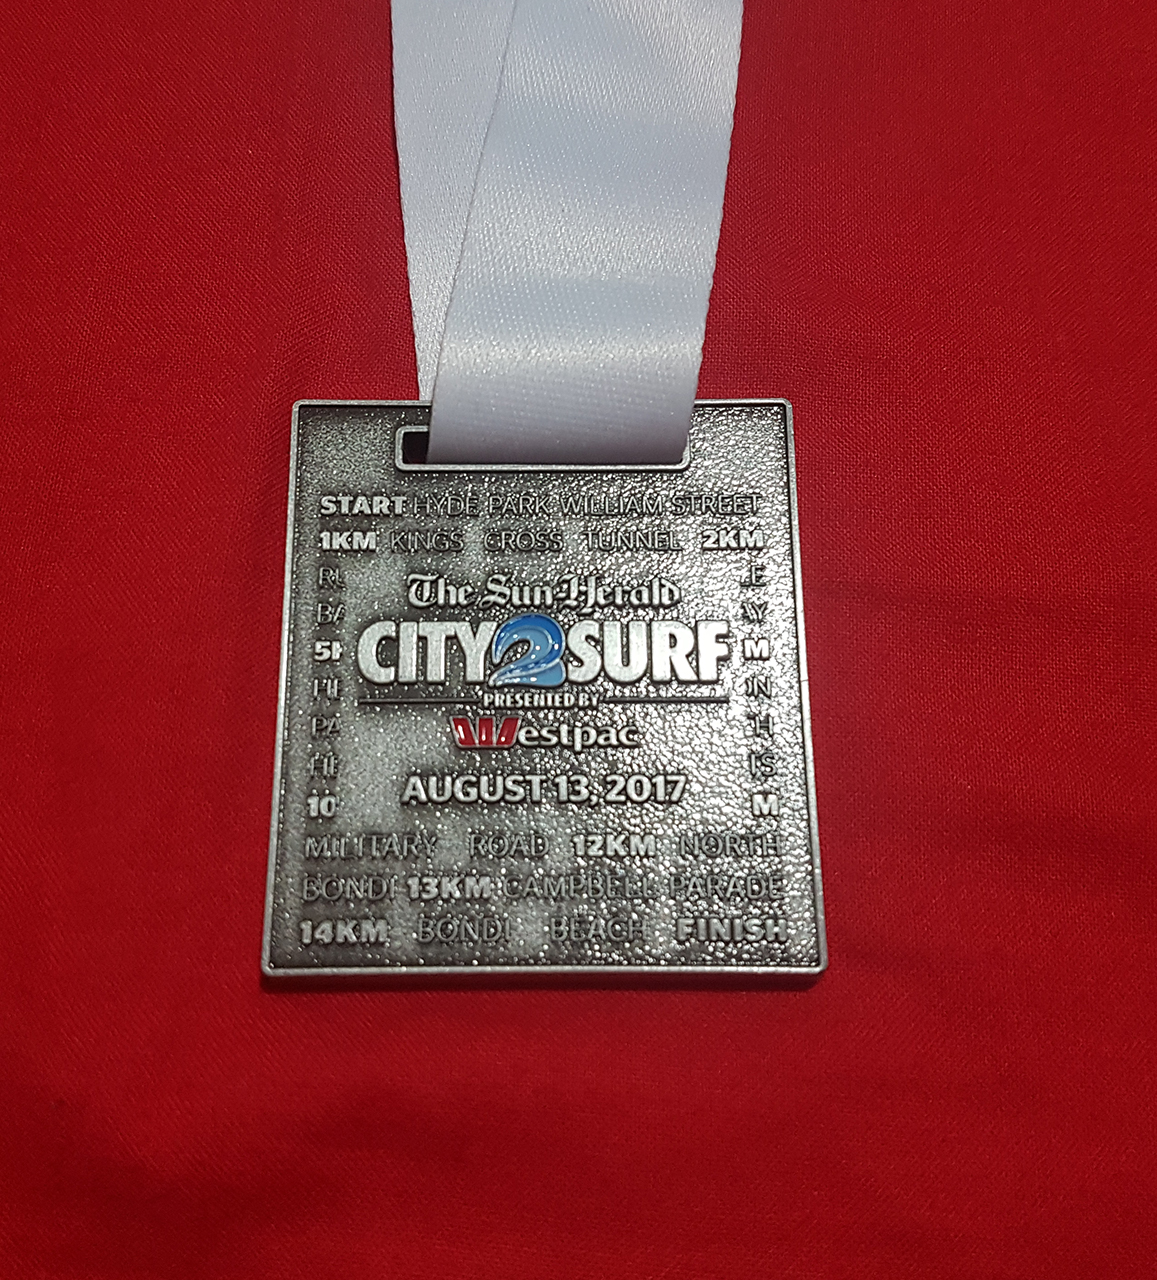 START HYDE PARK WILLIAM STREET
1KM KINGS CROSS TUNNEL 2KM
The Sun-Herald
CITY2SURF
PRESENTED BY
Westpac
AUGUST 13, 2017
MILITARY ROAD 12KM NORTH
BONDI 13KM CAMPBELL PARADE
14KM BONDI BEACH FINISH